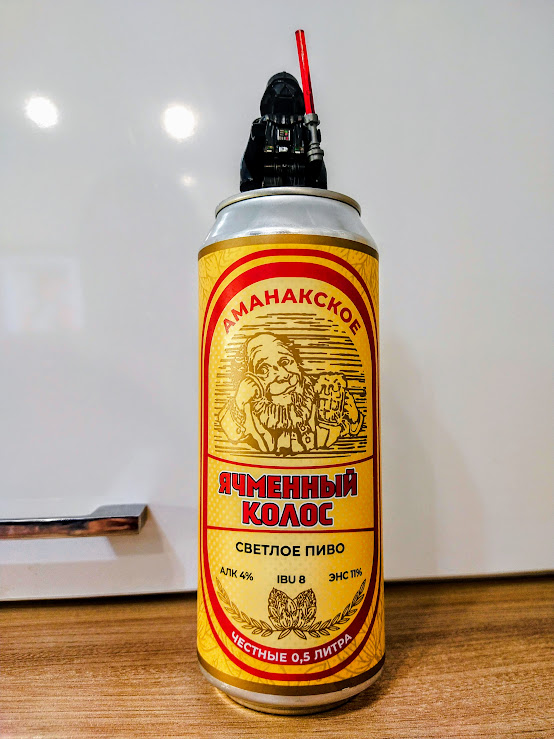 АМАНАКСКОЕ
ЯЧМЕННЫЙ
КОЛОС
СВЕТЛОЕ ПИВО
АЛК 4% IBU 8 ЭНС 11%
ЧЕСТНЫЕ 0,5 ЛИТРА